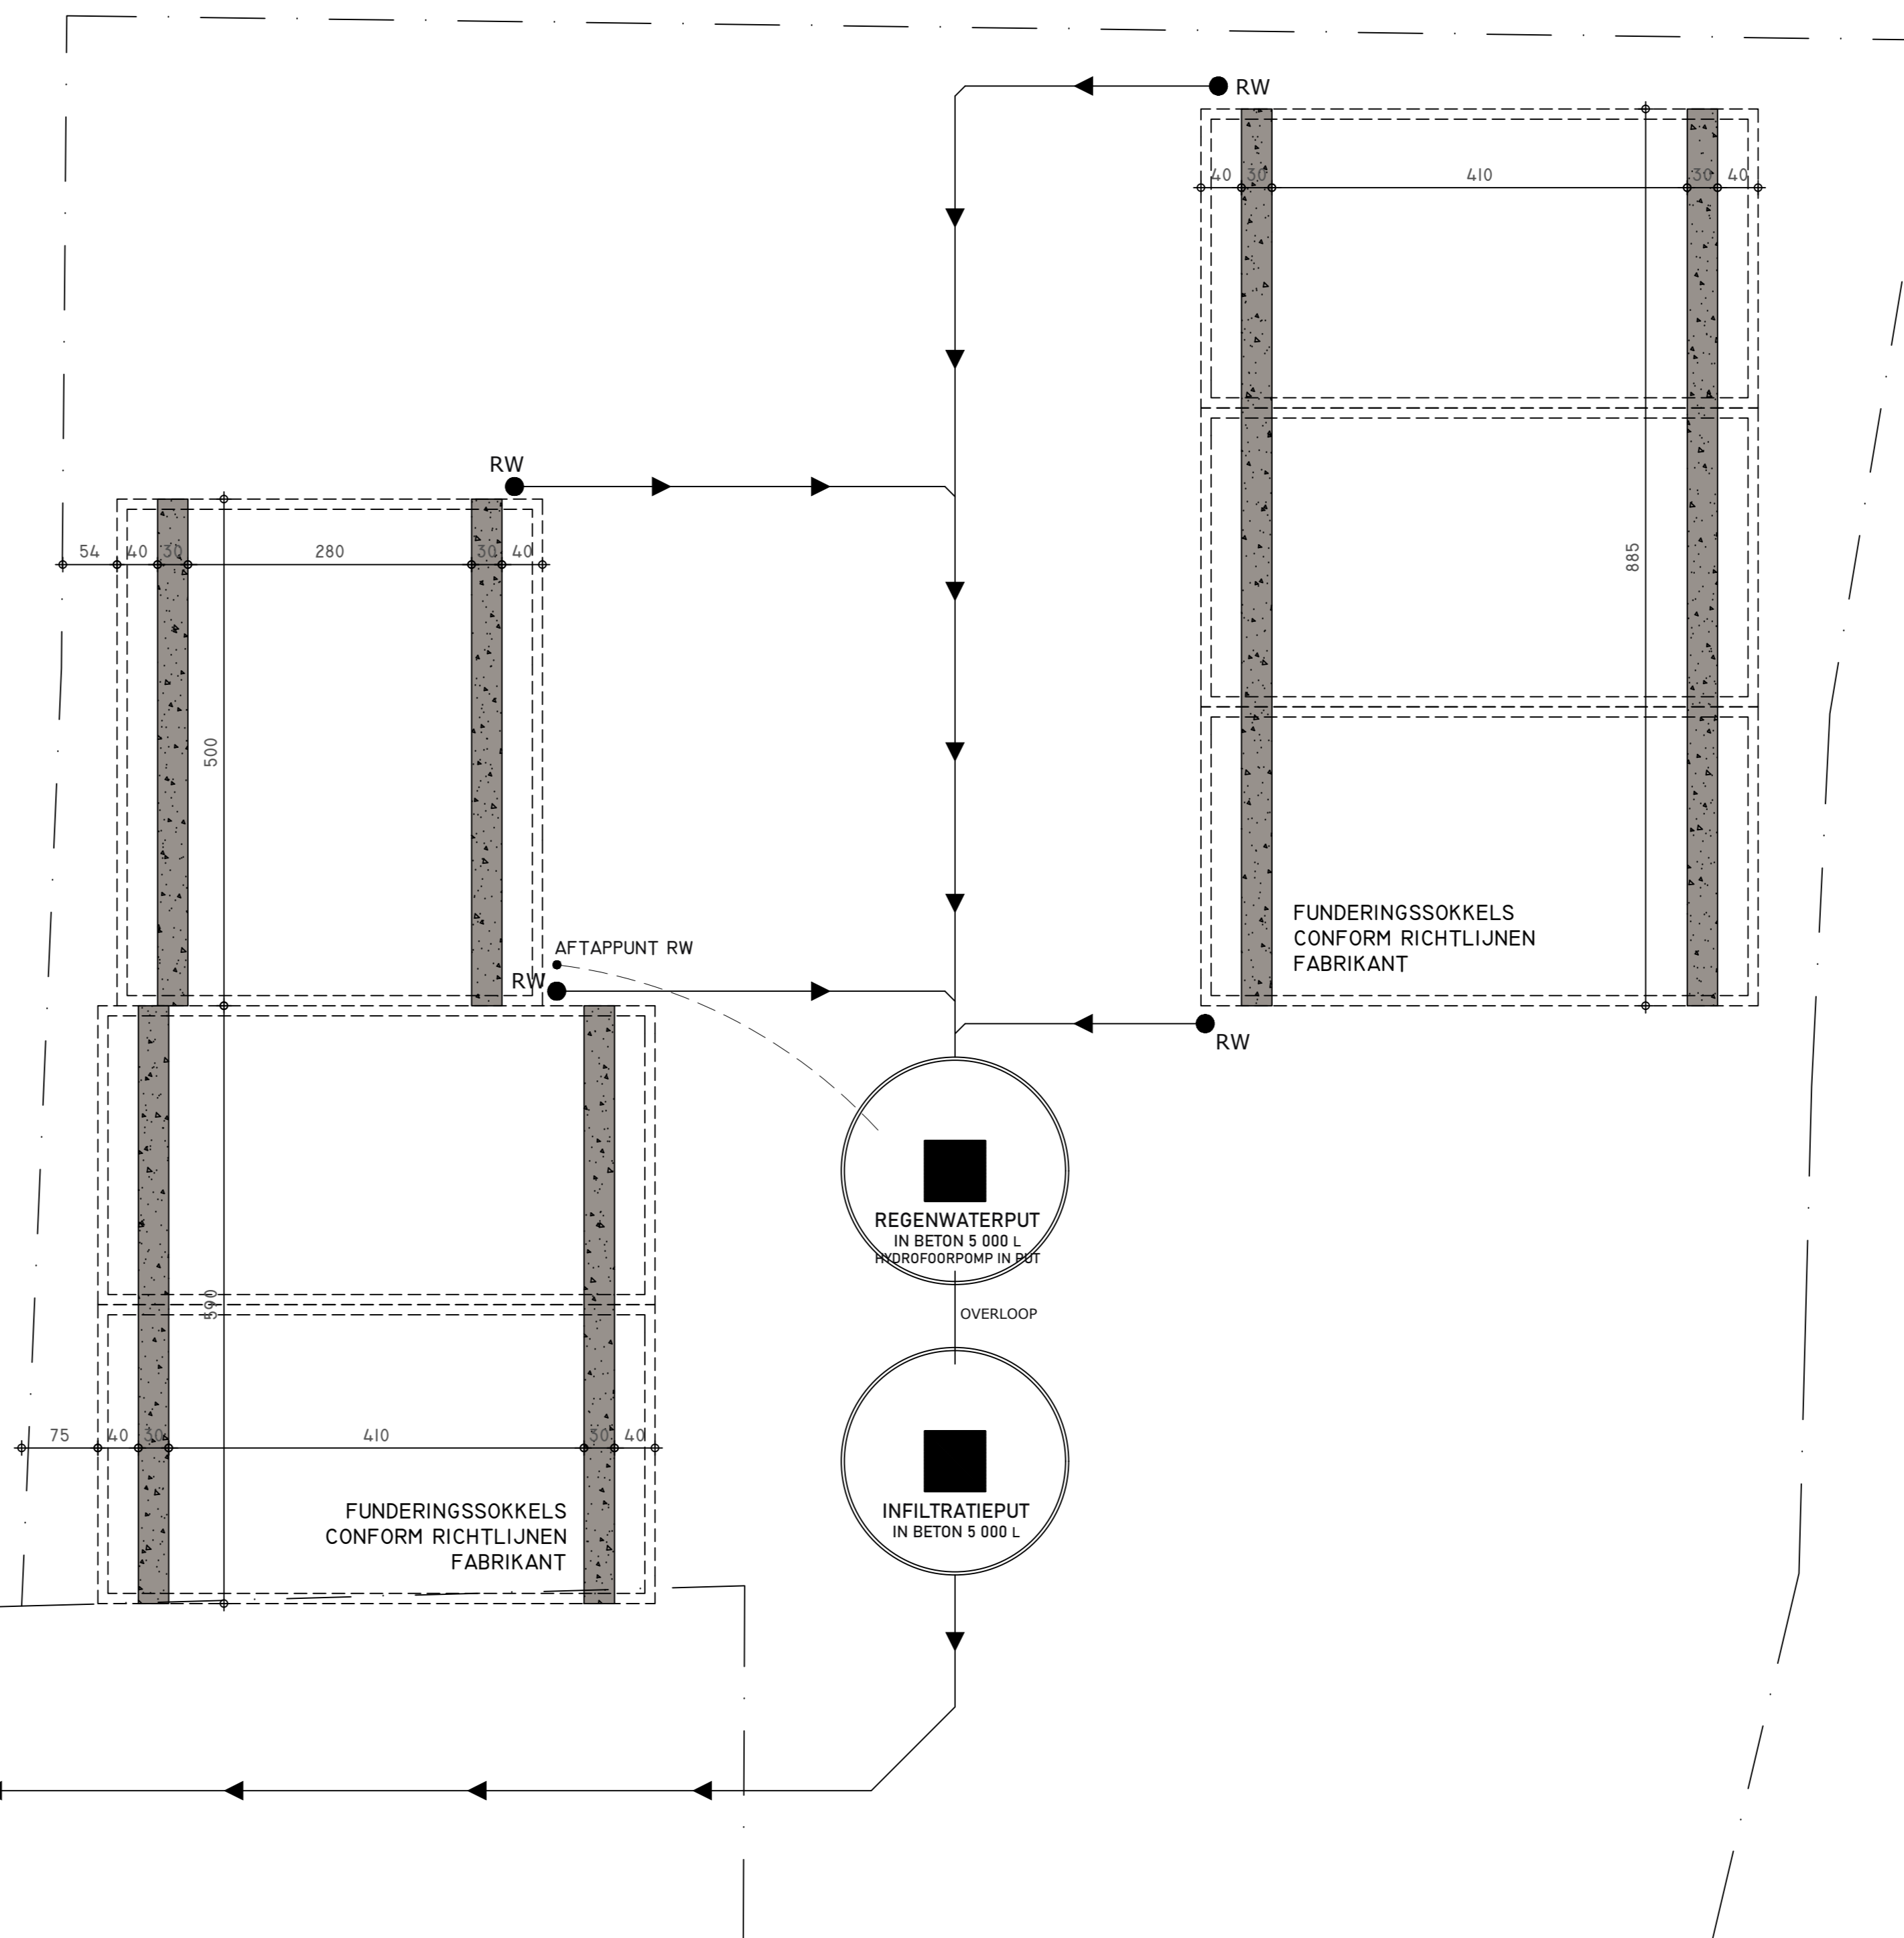 RW
40 30 410 30 40
RW
54 40 30 280 30 40
885
500
FUNDERINGSSOKKELS
CONFORM RICHTLIJNEN
FABRIKANT
AFTAPPUNT RW
RW
RW
REGENWATERPUT
IN BETON 5 000 L
HYDROFOORPOMP IN PUT
590
OVERLOOP
75 40 30 410 30 40
FUNDERINGSSOKKELS
CONFORM RICHTLIJNEN
FABRIKANT
INFILTRATIEPUT
IN BETON 5 000 L